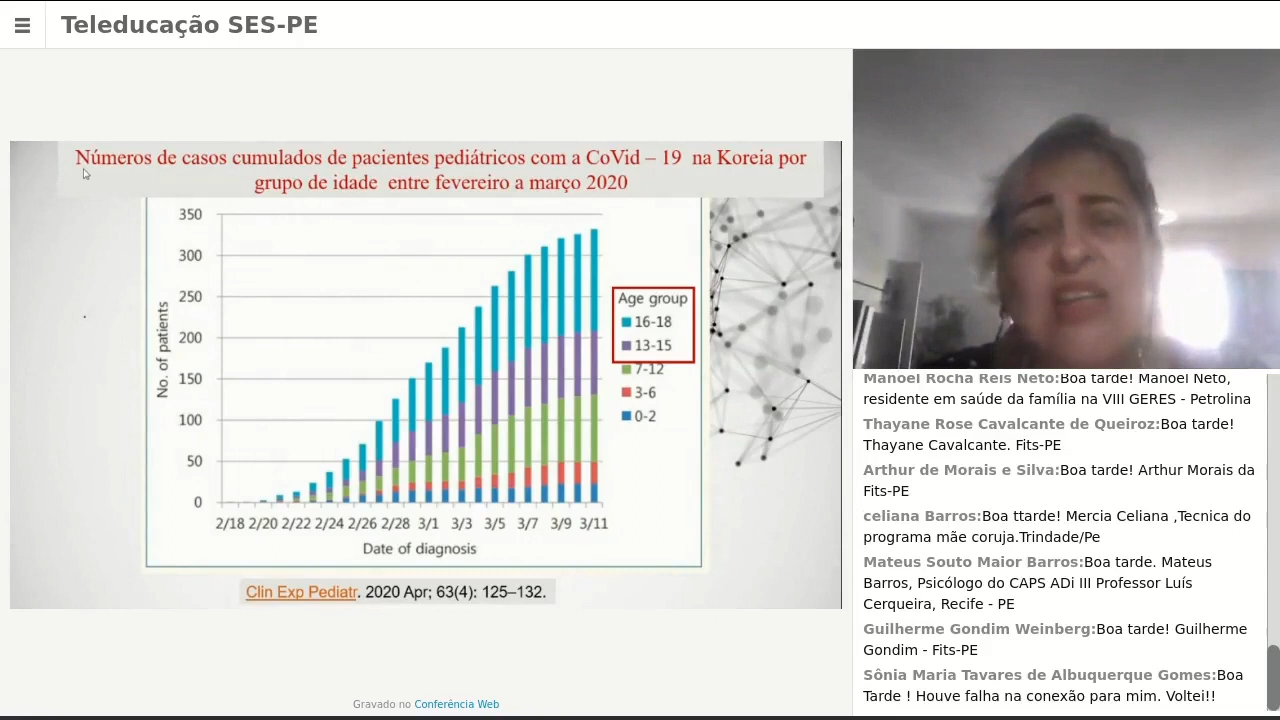 Teleducação SES-PE
Números de casos cumulados de pacientes pediátricos com a CoVid – 19 na Koreia por
grupo de idade entre fevereiro a março 2020
350
300
250
200
150
100
50
0
No. of patients
2/18 2/20 2/22 2/24 2/26 2/28 3/1 3/3 3/5 3/7 3/9 3/11
Date of diagnosis
Age group
16-18
13-15
7-12
3-6
0-2
Clin Exp Pediatr. 2020 Apr; 63(4): 125–132.
Gravado no Conferência Web
Manoel Rocha Reis Neto:Boa tarde! Manoel Neto,
residente em saúde da família na VIII GERES - Petrolina
Thayane Rose Cavalcante de Queiroz:Boa tarde!
Thayane Cavalcante. Fits-PE
Arthur de Morais e Silva:Boa tarde! Arthur Morais da
Fits-PE
celiana Barros:Boa ttarde! Mercia Celiana ,Tecnica do
programa mãe coruja.Trindade/Pe
Mateus Souto Maior Barros:Boa tarde. Mateus
Barros, Psicólogo do CAPS ADi III Professor Luís
Cerqueira, Recife - PE
Guilherme Gondim Weinberg:Boa tarde! Guilherme
Gondim - Fits-PE
Sônia Maria Tavares de Albuquerque Gomes:Boa
Tarde ! Houve falha na conexão para mim. Voltei!!